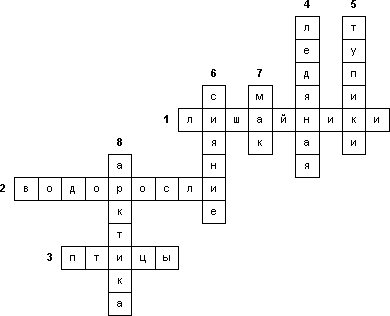 4 5
6 7
1 лишайники
8
2 водоросли
3 птицы
ледяная
тупики
сияние
мак
арктика